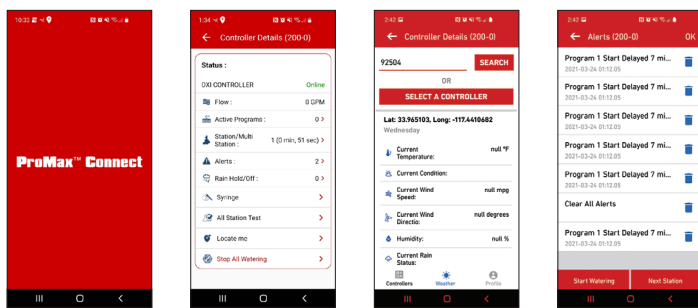 10:33
ProMax™ Connect
1:34
Controller Details (200-0)
Status :
DXI CONTROLLER Online
Flow : 0 GPM
Active Programs : 0 >
Station/Multi
Station : 1 (0 min, 51 sec) >
Alerts : 2 >
Rain Hold/Off : 0 >
Syringe >
All Station Test >
Locate me >
Stop All Watering >
2:42
Controller Details (200-0)
92504 SEARCH
OR
SELECT A CONTROLLER
Lat: 33.965103, Long: -117.4410682
Wednesday
Current
Temperature: null °F
Current Condition:
Current Wind
Speed: null mpg
Current Wind
Directio: null degrees
Humidity: null %
Current Rain
Status:
Controllers Weather Profile
2:42
Alerts (200-0) OK
Program 1 Start Delayed 7 mi...
2021-03-24 01:12.05
Program 1 Start Delayed 7 mi...
2021-03-24 01:12.05
Program 1 Start Delayed 7 mi...
2021-03-24 01:12.05
Program 1 Start Delayed 7 mi...
2021-03-24 01:12.05
Program 1 Start Delayed 7 mi...
2021-03-24 01:12.05
Clear All Alerts
Program 1 Start Delayed 7 mi...
2021-03-24 01:12.05
Start Watering Next Station